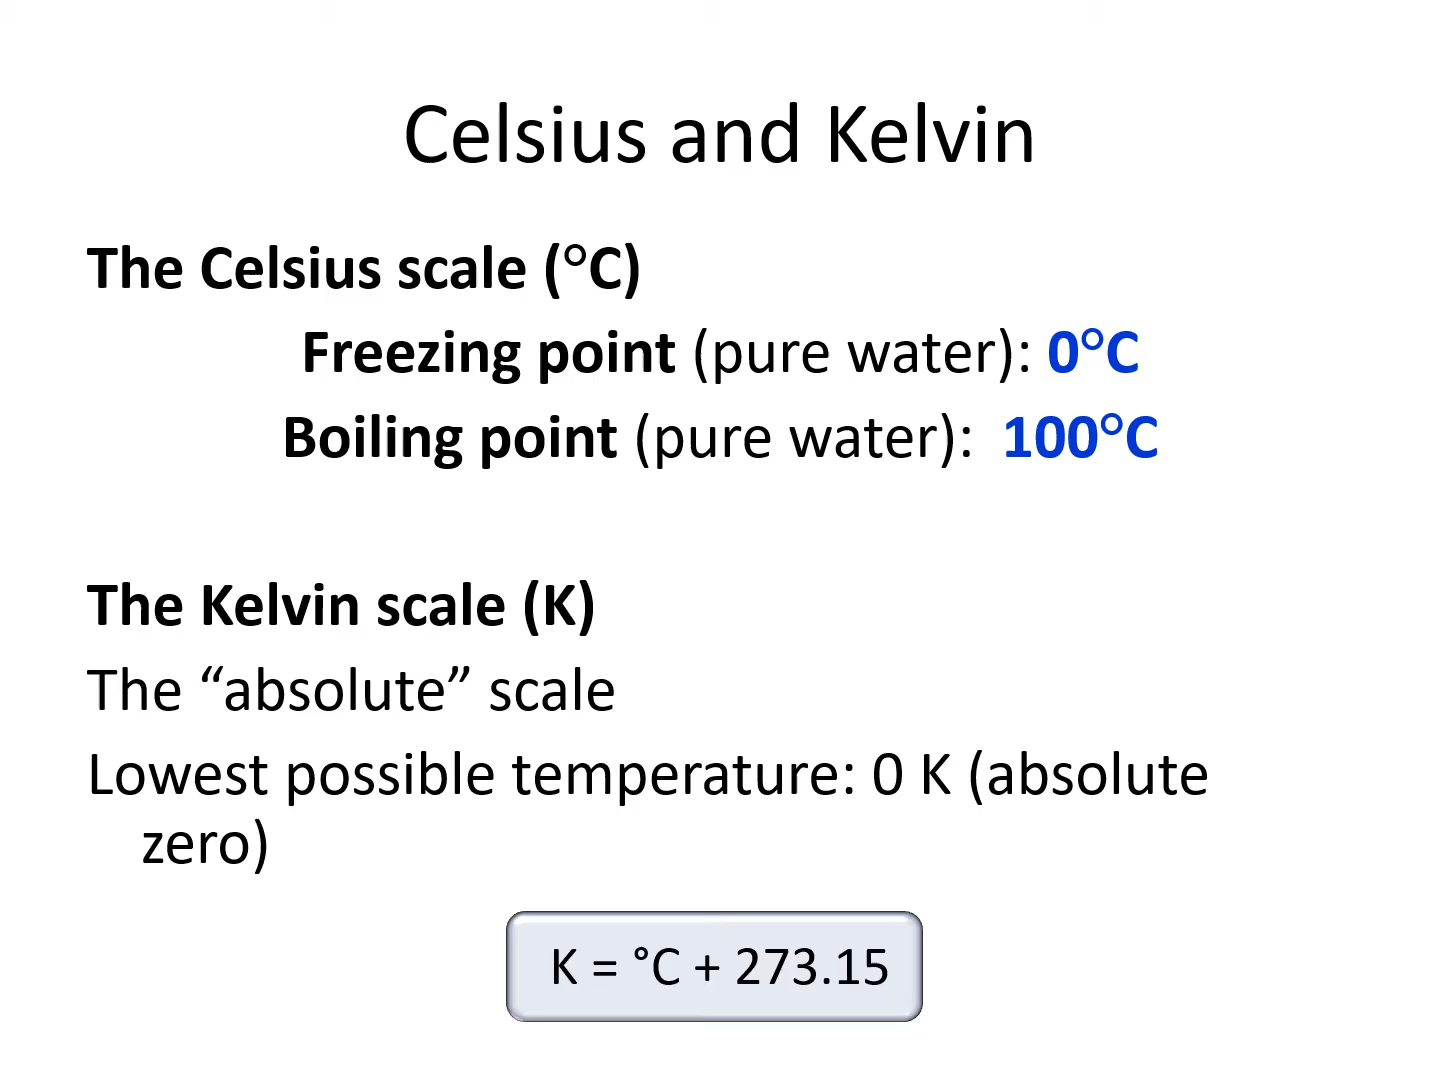 Celsius and Kelvin
The Celsius scale (°C)
Freezing point (pure water): 0°C
Boiling point (pure water): 100°C
The Kelvin scale (K)
The “absolute” scale
Lowest possible temperature: 0 K (absolute
zero)
K = °C + 273.15